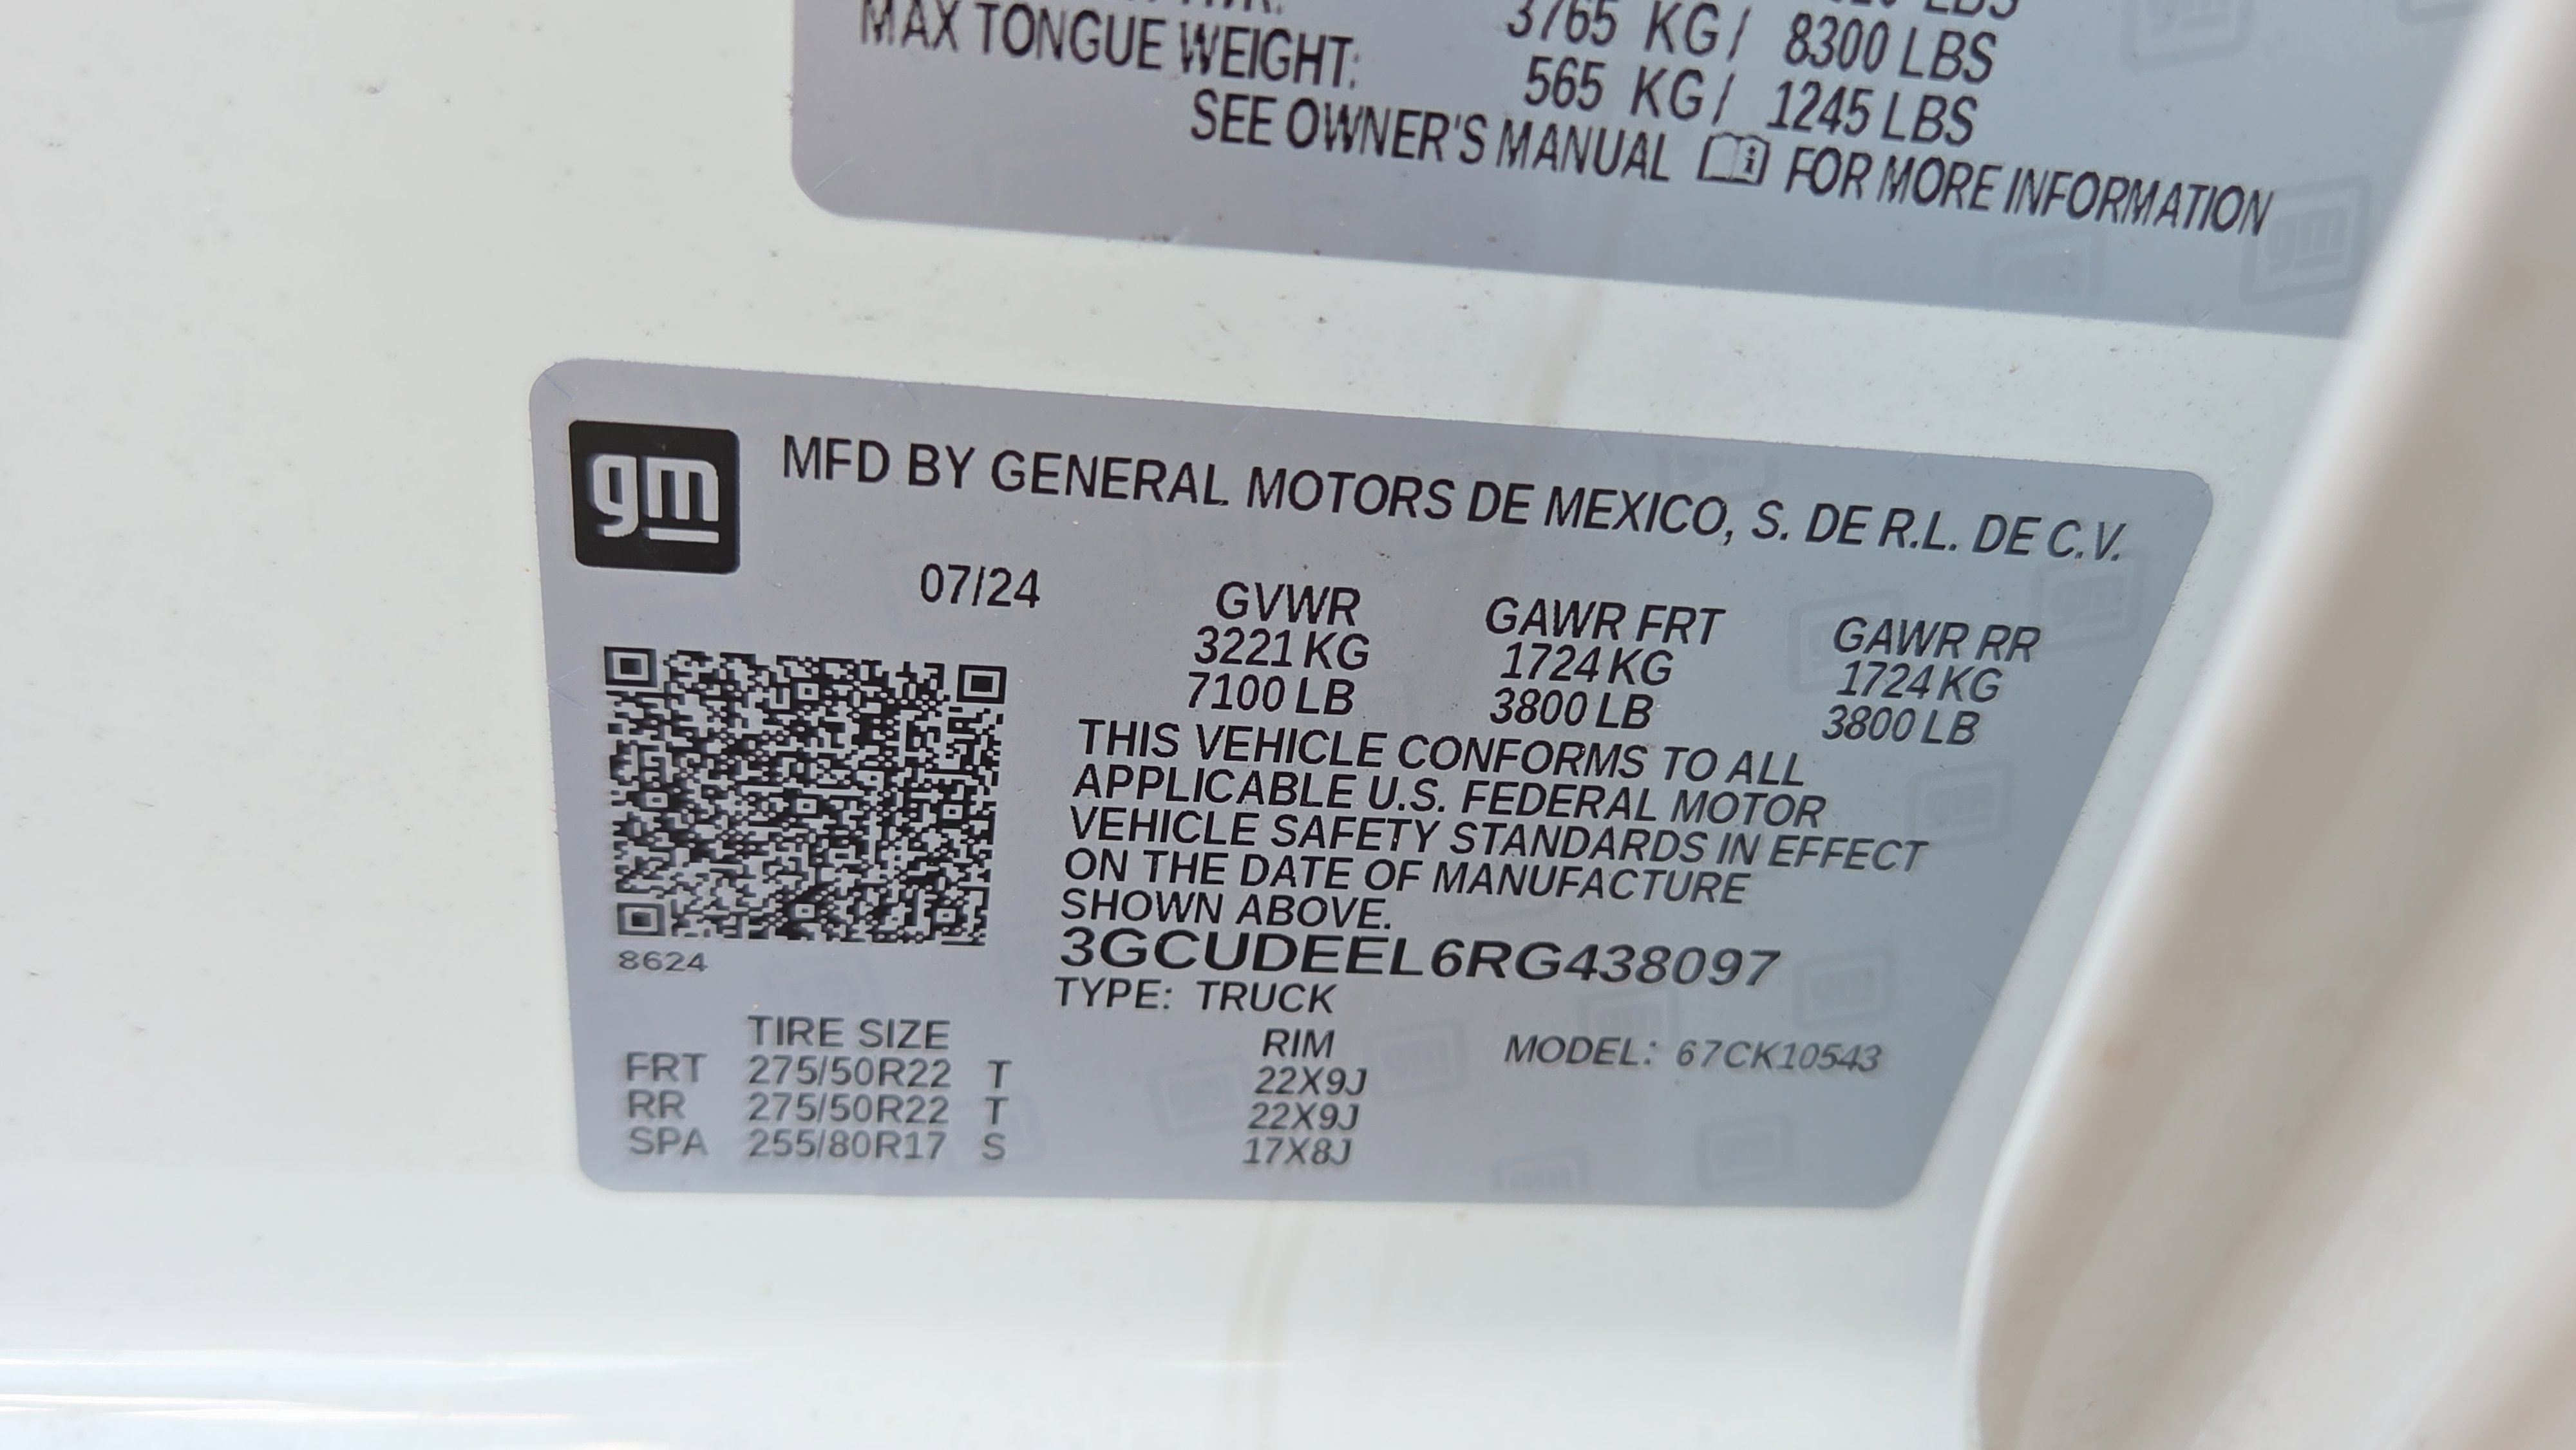 3765 KG / 8300 LBS
MAX TONGUE WEIGHT: 565 KG / 1245 LBS
SEE OWNER'S MANUAL FOR MORE INFORMATION
gm
MFD BY GENERAL MOTORS DE MEXICO, S. DE R.L. DE C.V.
07/24 GVWR GAWR FRT GAWR RR
3221 KG 1724 KG 1724 KG
7100 LB 3800 LB 3800 LB
THIS VEHICLE CONFORMS TO ALL
APPLICABLE U.S. FEDERAL MOTOR
VEHICLE SAFETY STANDARDS IN EFFECT
ON THE DATE OF MANUFACTURE
SHOWN ABOVE.
3GCUDEEL6RG438097
8624
TYPE: TRUCK
TIRE SIZE RIM MODEL: 67CK10543
FRT 275/50R22 T 22X9J
RR 275/50R22 T 22X9J
SPA 255/80R17 S 17X8J